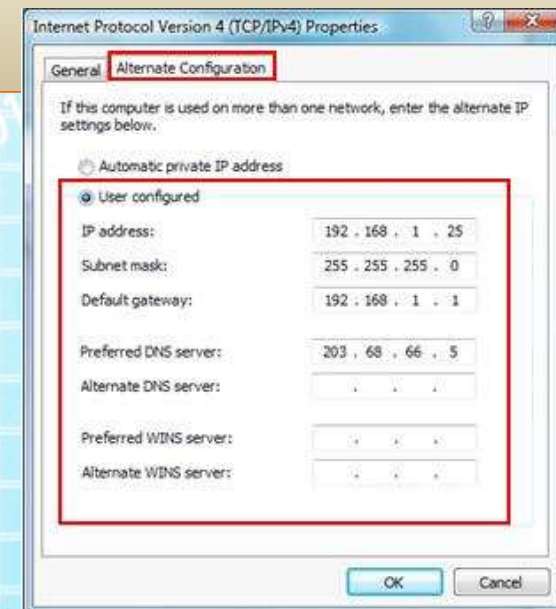 Internet Protocol Version 4 (TCP/IPv4) Properties
General
Alternate Configuration
If this computer is used on more than one network, enter the alternate IP
settings below.
Automatic private IP address
User configured
IP address: 192 . 168 . 1 . 25
Subnet mask: 255 . 255 . 255 . 0
Default gateway: 192 . 168 . 1 . 1
Preferred DNS server: 203 . 68 . 66 . 5
Alternate DNS server: . . .
Preferred WINS server: . . .
Alternate WINS server: . . .
OK
Cancel